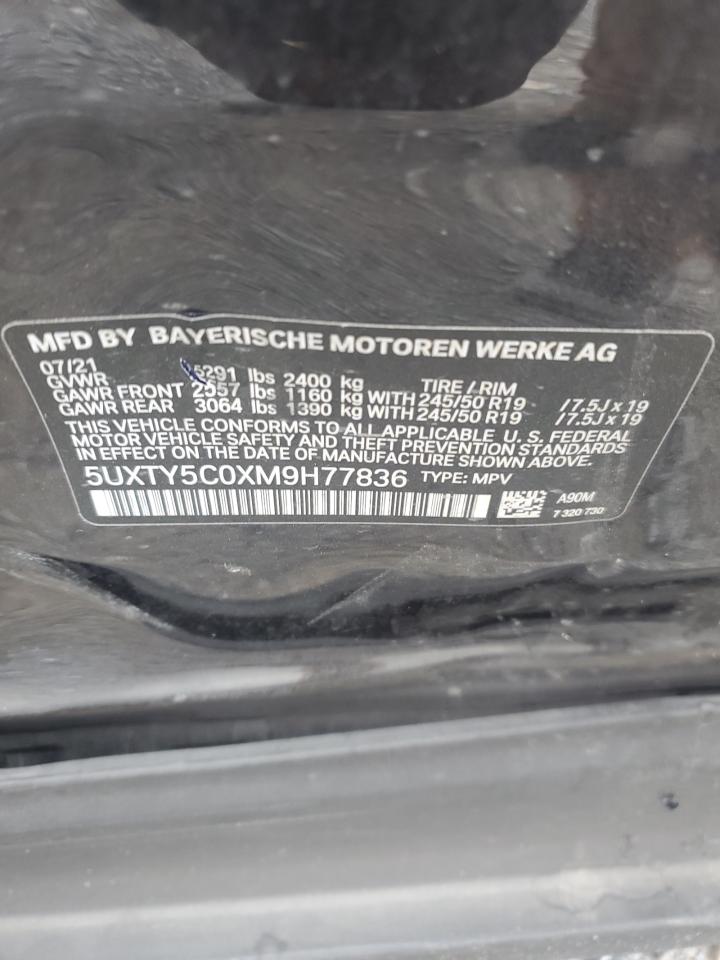 MFD BY BAYERISCHE MOTOREN WERKE AG
07/21
GVWR 5291 lbs 2400 kg TIRE / RIM
GAWR FRONT 2557 lbs 1160 kg WITH 245/50 R19 / 7.5J x 19
GAWR REAR 3064 lbs 1390 kg WITH 245/50 R19 / 7.5J x 19
THIS VEHICLE CONFORMS TO ALL APPLICABLE U. S. FEDERAL
MOTOR VEHICLE SAFETY AND THEFT PREVENTION STANDARDS
IN EFFECT ON THE DATE OF MANUFACTURE SHOWN ABOVE.
5UXTY5C0XM9H77836 TYPE: MPV
A90M
7 320 730